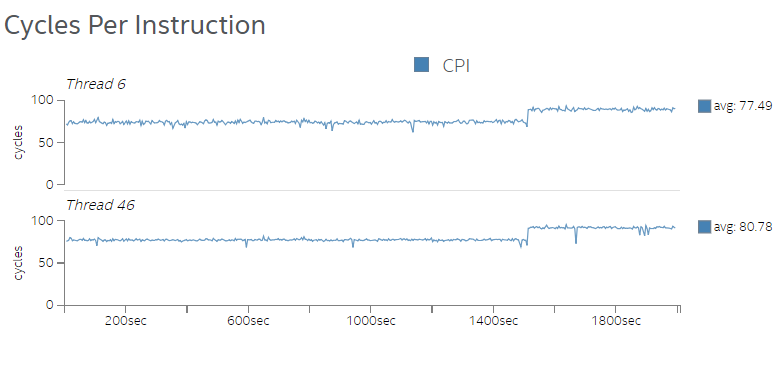 Cycles Per Instruction
CPI
Thread 6
100
50
0
cycles
avg: 77.49
Thread 46
100
50
0
cycles
avg: 80.78
200sec 600sec 1000sec 1400sec 1800sec